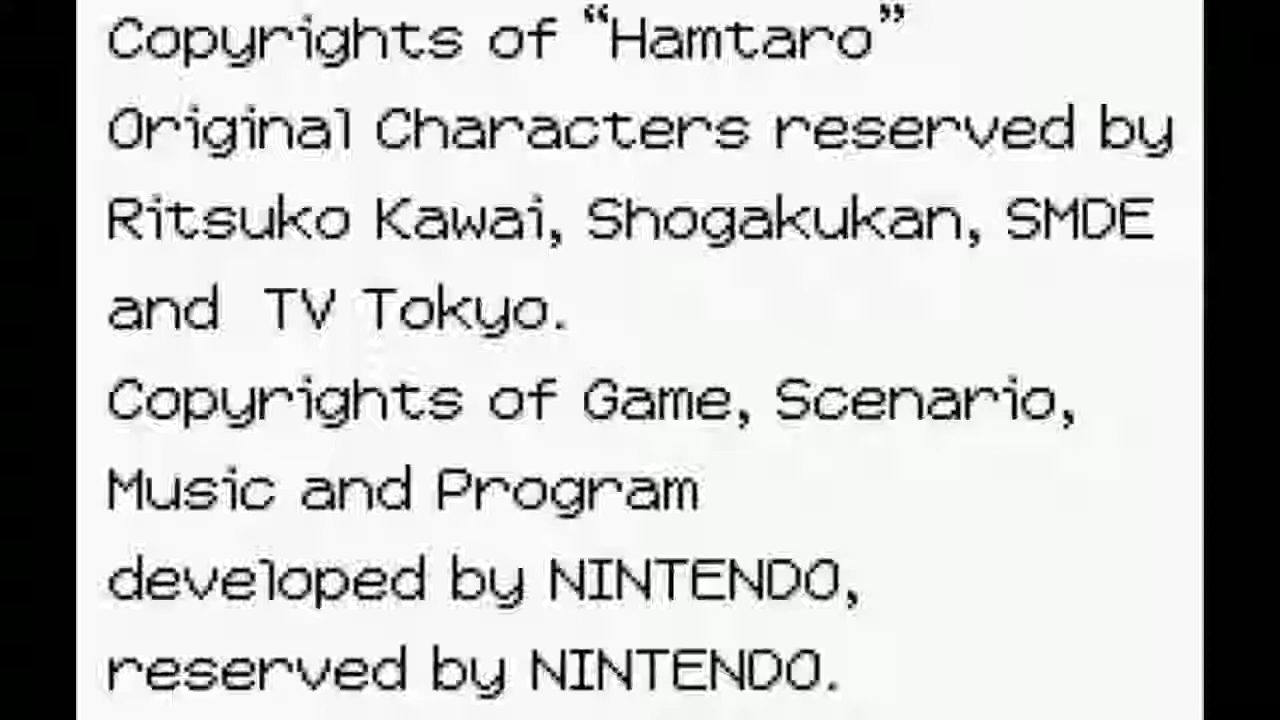 Copyrights of “Hamtaro”
Original Characters reserved by
Ritsuko Kawai, Shogakukan, SMDE
and  TV Tokyo.
Copyrights of Game, Scenario,
Music and Program
developed by NINTENDO,
reserved by NINTENDO.